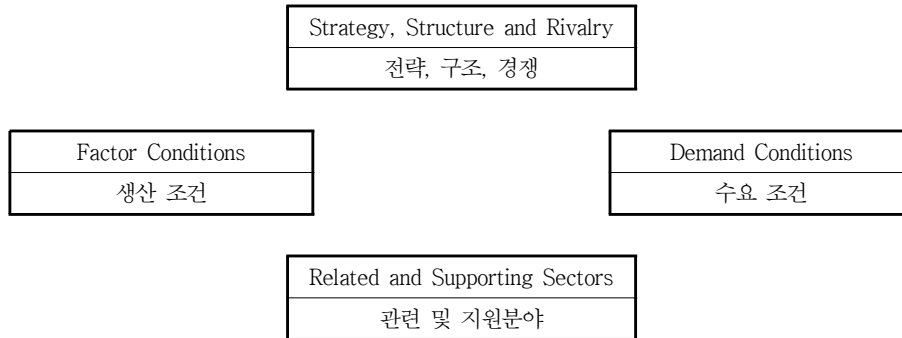 Strategy, Structure and Rivalry
전략, 구조, 경쟁
Factor Conditions
생산 조건
Demand Conditions
수요 조건
Related and Supporting Sectors
관련 및 지원분야